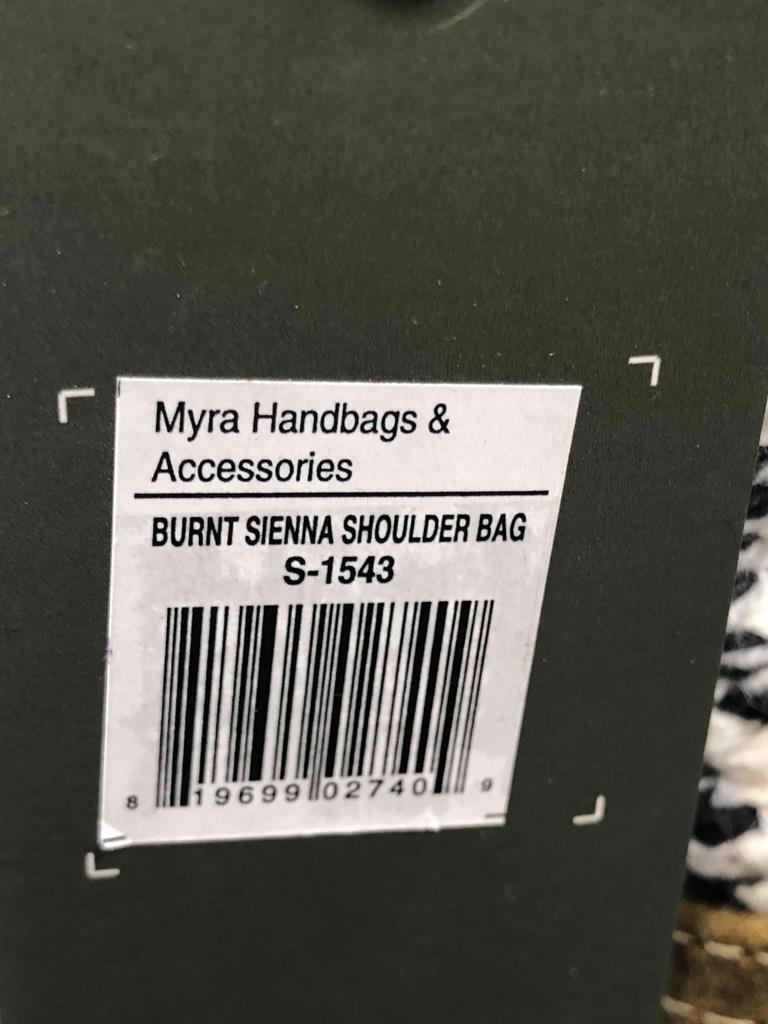 Myra Handbags &
Accessories
BURNT SIENNA SHOULDER BAG
S-1543
8 19699 02740 9